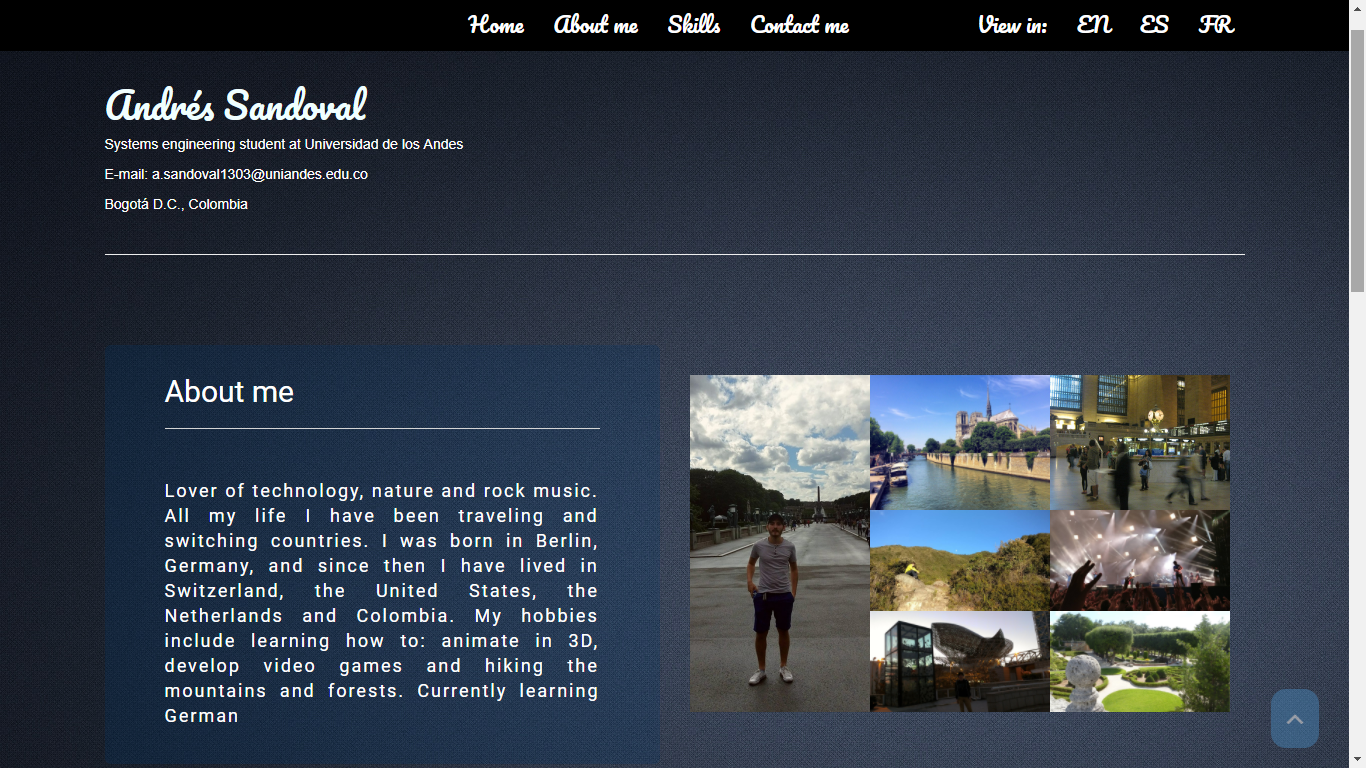 Home About me Skills Contact me View in: EN ES FR
Andrés Sandoval
Systems engineering student at Universidad de los Andes
E-mail: a.sandoval1303@uniandes.edu.co
Bogotá D.C., Colombia
About me
Lover of technology, nature and rock music.
All my life I have been traveling and
switching countries. I was born in Berlin,
Germany, and since then I have lived in
Switzerland, the United States, the
Netherlands and Colombia. My hobbies
include learning how to: animate in 3D,
develop video games and hiking the
mountains and forests. Currently learning
German